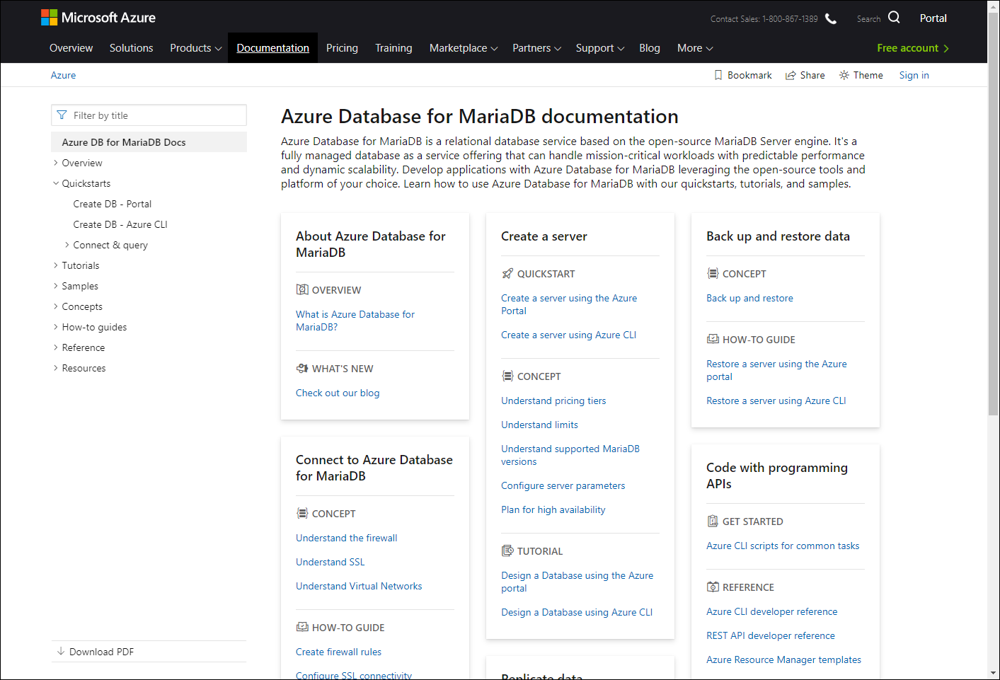 Microsoft Azure
Contact Sales: 1-800-867-1389
Search
Portal
Overview
Solutions
Products
Documentation
Pricing
Training
Marketplace
Partners
Support
Blog
More
Free account
Azure
Bookmark
Share
Theme
Sign in
Filter by title
Azure DB for MariaDB Docs
Overview
Quickstarts
Create DB - Portal
Create DB - Azure CLI
Connect & query
Tutorials
Samples
Concepts
How-to guides
Reference
Resources
Download PDF
Azure Database for MariaDB documentation
Azure Database for MariaDB is a relational database service based on the open-source MariaDB Server engine. It's a
fully managed database as a service offering that can handle mission-critical workloads with predictable performance
and dynamic scalability. Develop applications with Azure Database for MariaDB leveraging the open-source tools and
platform of your choice. Learn how to use Azure Database for MariaDB with our quickstarts, tutorials, and samples.
About Azure Database for
MariaDB
OVERVIEW
What is Azure Database for
MariaDB?
WHAT'S NEW
Check out our blog
Connect to Azure Database
for MariaDB
CONCEPT
Understand the firewall
Understand SSL
Understand Virtual Networks
HOW-TO GUIDE
Create firewall rules
Configure SSL connectivity
Create a server
QUICKSTART
Create a server using the Azure
Portal
Create a server using Azure CLI
CONCEPT
Understand pricing tiers
Understand limits
Understand supported MariaDB
versions
Configure server parameters
Plan for high availability
TUTORIAL
Design a Database using the Azure
portal
Design a Database using Azure CLI
Replicate data
Back up and restore data
CONCEPT
Back up and restore
HOW-TO GUIDE
Restore a server using the Azure
portal
Restore a server using Azure CLI
Code with programming
APIs
GET STARTED
Azure CLI scripts for common tasks
REFERENCE
Azure CLI developer reference
REST API developer reference
Azure Resource Manager templates